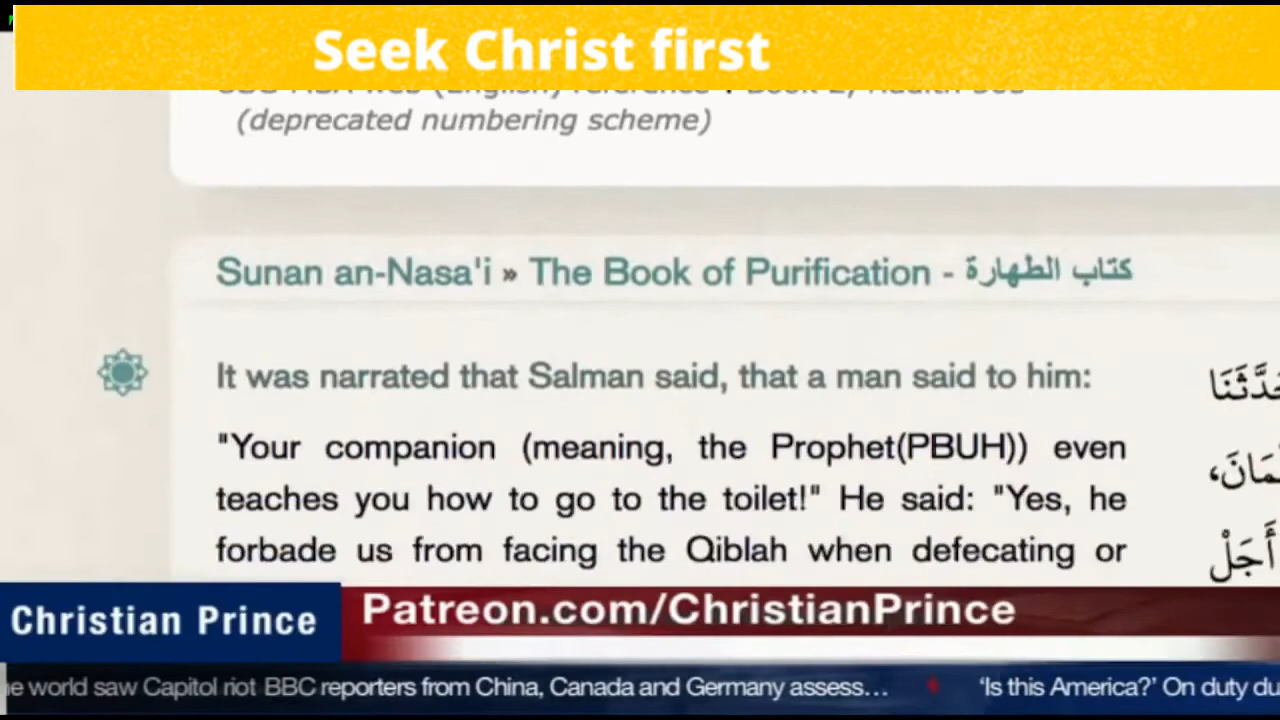 Seek Christ first
(deprecated numbering scheme)
Sunan an-Nasa'i » The Book of Purification - كتاب الطهارة
It was narrated that Salman said, that a man said to him:
"Your companion (meaning, the Prophet(PBUH)) even
teaches you how to go to the toilet!" He said: "Yes, he
forbade us from facing the Qiblah when defecating or
أَجَلْ
Christian Prince
Patreon.com/ChristianPrince
e world saw Capitol riot BBC reporters from China, Canada and Germany assess... 'Is this America?' On duty du